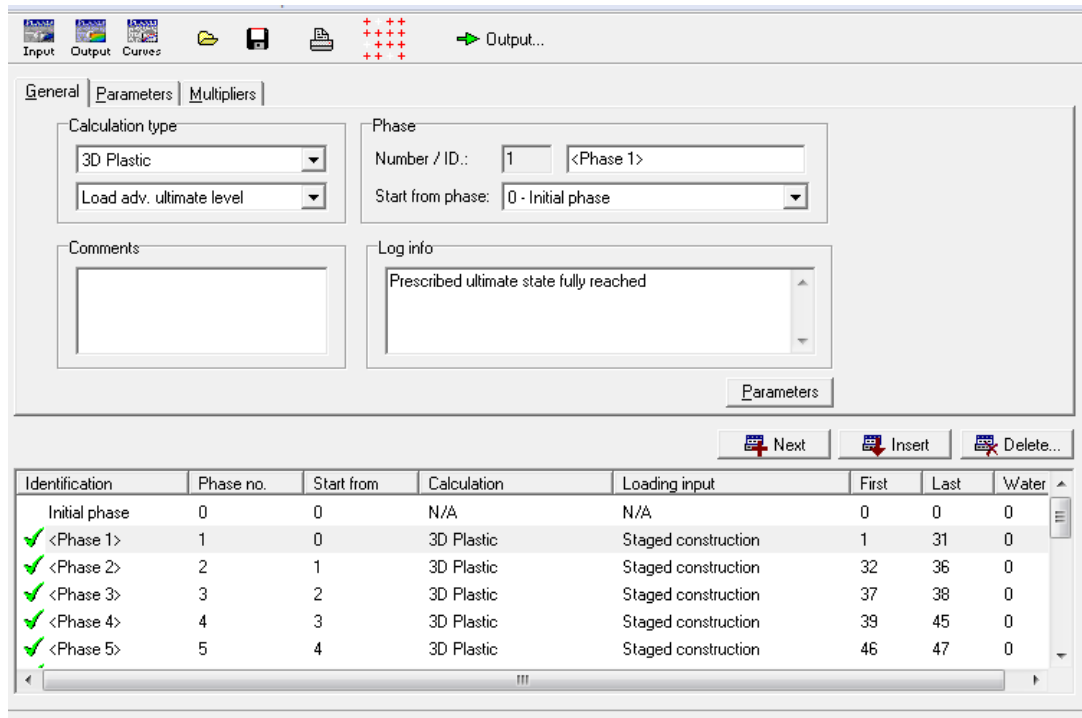 Input Output Curves Output...
General Parameters Multipliers
Calculation type
3D Plastic
Load adv. ultimate level
Phase
Number / ID.: 1 <Phase 1>
Start from phase: 0 - Initial phase
Comments
Log info
Prescribed ultimate state fully reached
Parameters
Next Insert Delete...
Identification Phase no. Start from Calculation Loading input First Last Water
Initial phase 0 0 N/A N/A 0 0 0
<Phase 1> 1 0 3D Plastic Staged construction 1 31 0
<Phase 2> 2 1 3D Plastic Staged construction 32 36 0
<Phase 3> 3 2 3D Plastic Staged construction 37 38 0
<Phase 4> 4 3 3D Plastic Staged construction 39 45 0
<Phase 5> 5 4 3D Plastic Staged construction 46 47 0